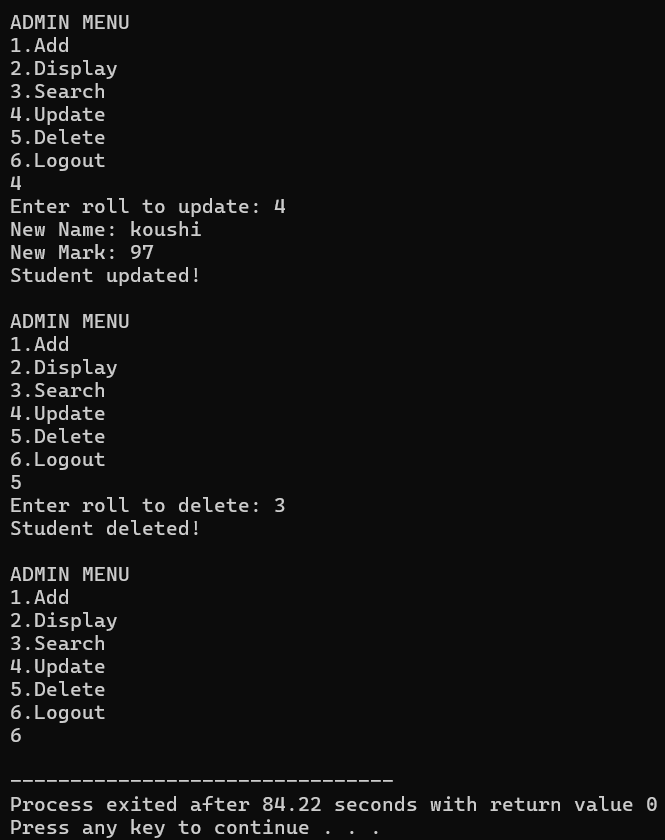 ADMIN MENU
1.Add
2.Display
3.Search
4.Update
5.Delete
6.Logout
4
Enter roll to update: 4
New Name: koushi
New Mark: 97
Student updated!

ADMIN MENU
1.Add
2.Display
3.Search
4.Update
5.Delete
6.Logout
5
Enter roll to delete: 3
Student deleted!

ADMIN MENU
1.Add
2.Display
3.Search
4.Update
5.Delete
6.Logout
6

--------------------------------
Process exited after 84.22 seconds with return value 0
Press any key to continue . . .